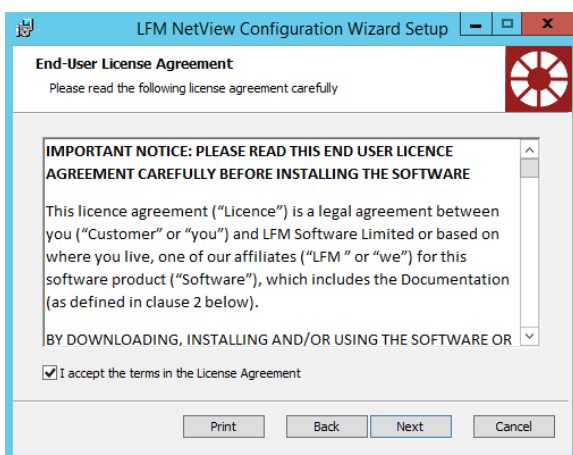 LFM NetView Configuration Wizard Setup
End-User License Agreement
Please read the following license agreement carefully
IMPORTANT NOTICE: PLEASE READ THIS END USER LICENCE
AGREEMENT CAREFULLY BEFORE INSTALLING THE SOFTWARE
This licence agreement (“Licence”) is a legal agreement between
you (“Customer” or “you”) and LFM Software Limited or based on
where you live, one of our affiliates (“LFM ” or “we”) for this
software product (“Software”), which includes the Documentation
(as defined in clause 2 below).
BY DOWNLOADING, INSTALLING AND/OR USING THE SOFTWARE OR
I accept the terms in the License Agreement
Print Back Next Cancel